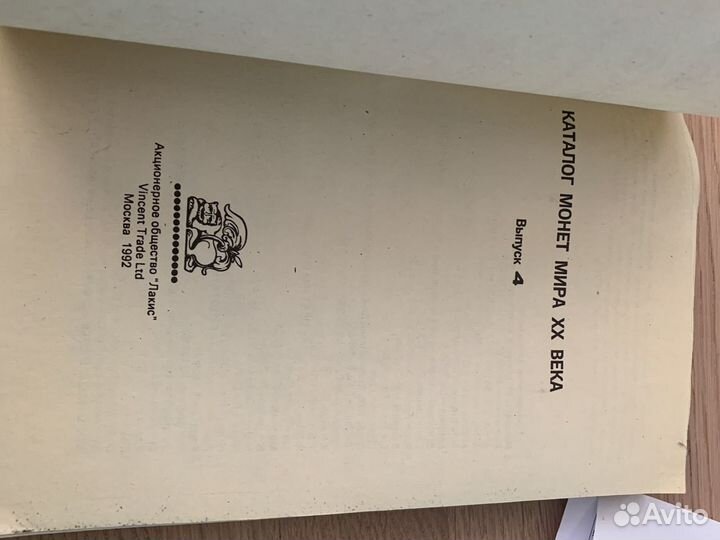 КАТАЛОГ МОНЕТ МИРА XX ВЕКА
Выпуск 4
Акционерное общество "Лакис"
Vincent Trade Ltd
Москва 1992
Avito